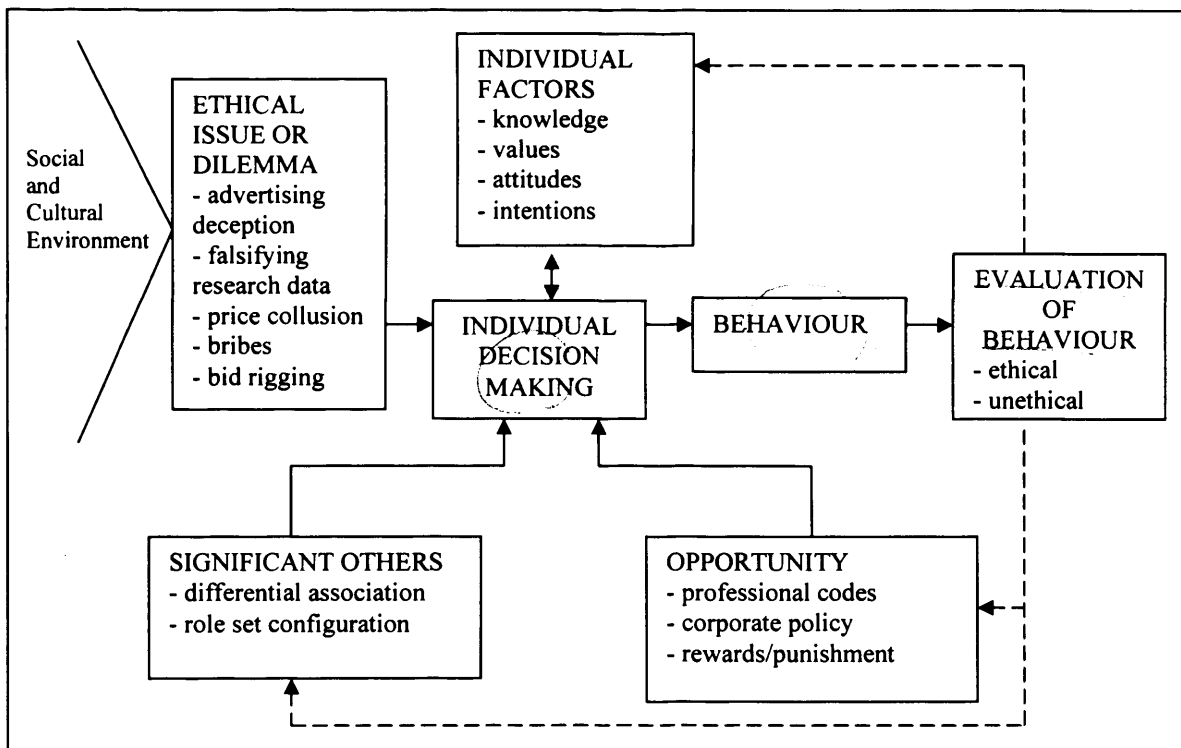 Social
and
Cultural
Environment
ETHICAL
ISSUE OR
DILEMMA
- advertising
deception
- falsifying
research data
- price collusion
- bribes
- bid rigging
INDIVIDUAL
FACTORS
- knowledge
- values
- attitudes
- intentions
INDIVIDUAL
DECISION
MAKING
BEHAVIOUR
EVALUATION
OF
BEHAVIOUR
- ethical
- unethical
SIGNIFICANT OTHERS
- differential association
- role set configuration
OPPORTUNITY
- professional codes
- corporate policy
- rewards/punishment